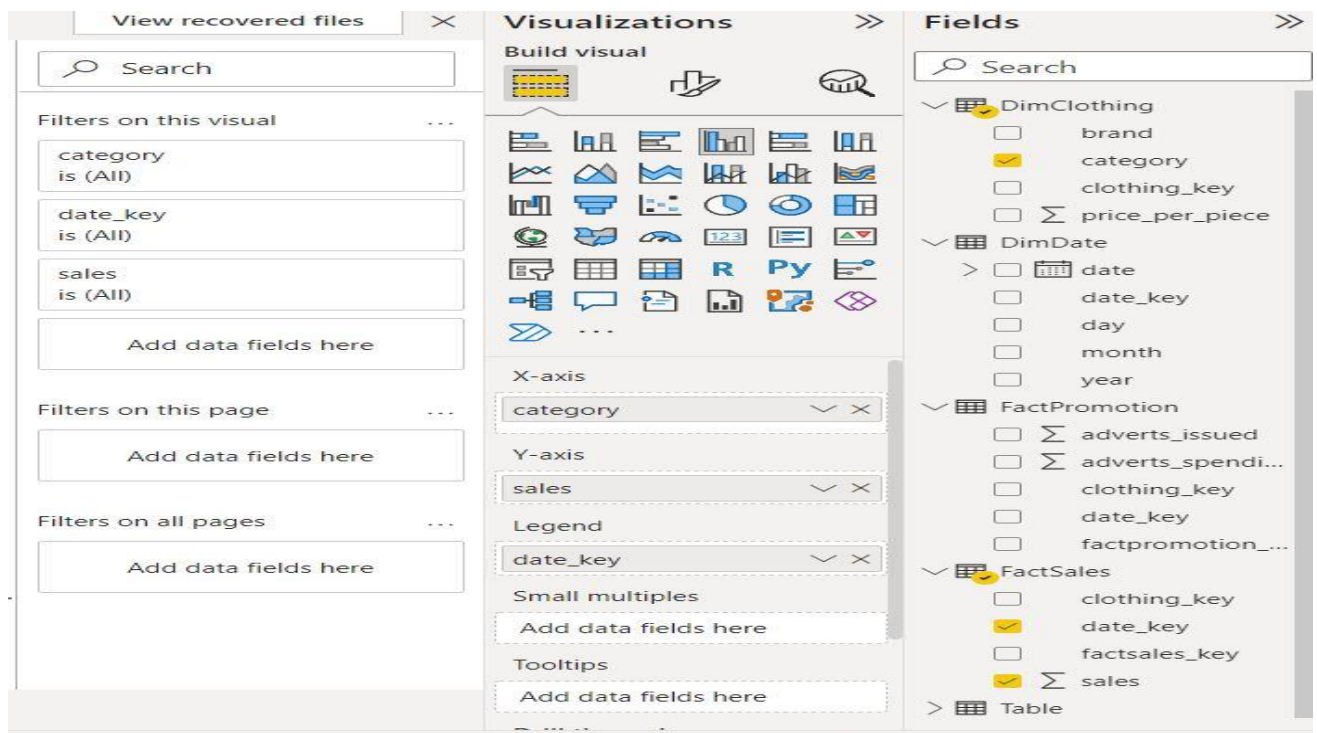 View recovered files
Search
Filters on this visual
...
category
is (All)
date_key
is (All)
sales
is (All)
Add data fields here
Filters on this page
...
Add data fields here
Filters on all pages
...
Add data fields here
Visualizations
Build visual
123
R
Py
...
X-axis
category
Y-axis
sales
Legend
date_key
Small multiples
Add data fields here
Tooltips
Add data fields here
Fields
Search
DimClothing
brand
category
clothing_key
∑ price_per_piece
DimDate
date
date_key
day
month
year
FactPromotion
∑ adverts_issued
∑ adverts_spendi...
clothing_key
date_key
factpromotion_...
FactSales
clothing_key
date_key
factsales_key
∑ sales
Table